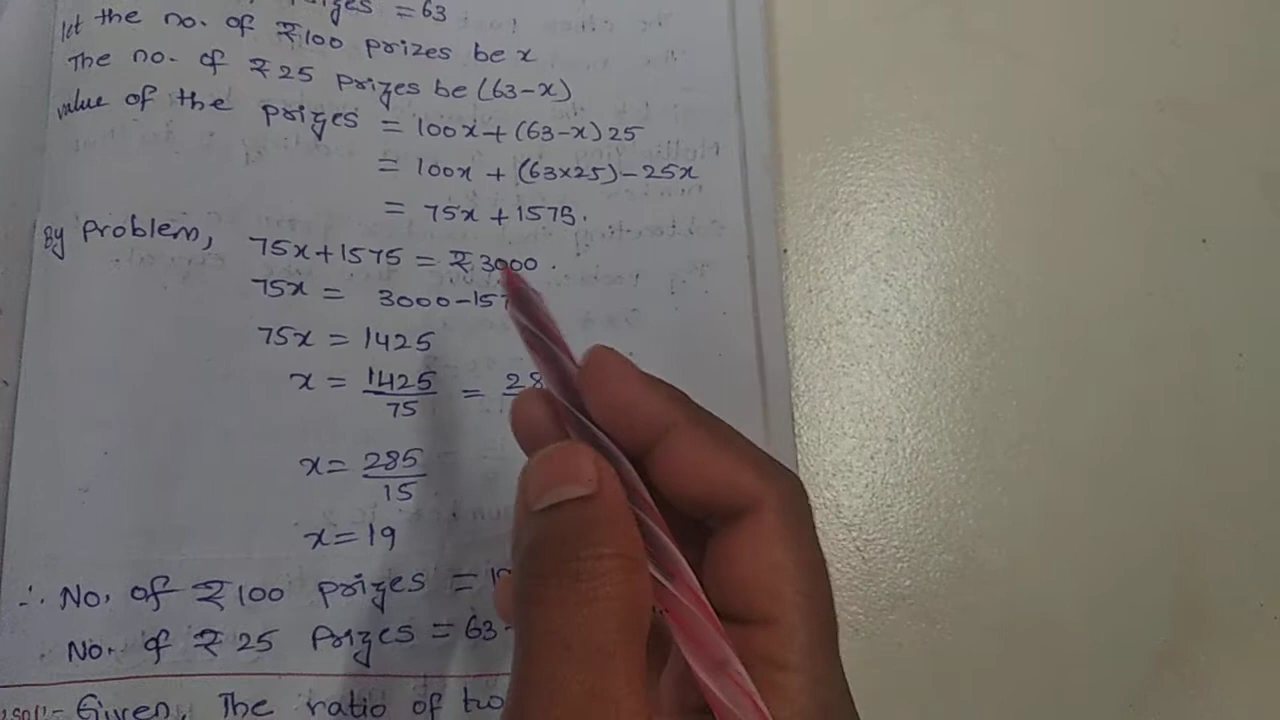 = 63
let the no. of ₹100 prizes be x
The no. of ₹25 prizes be (63-x)
value of the prizes = 100x+(63-x)25
= 100x + (63x25)-25x
= 75x +1575.
By problem, 75x+1575 = ₹3000.
75x = 3000-157
75x = 1425
x = 1425/75 = 28
x= 285/15
x=19
∴ No. of ₹100 prizes =
No. of ₹25 Prizes = 63-
Given, The ratio of two